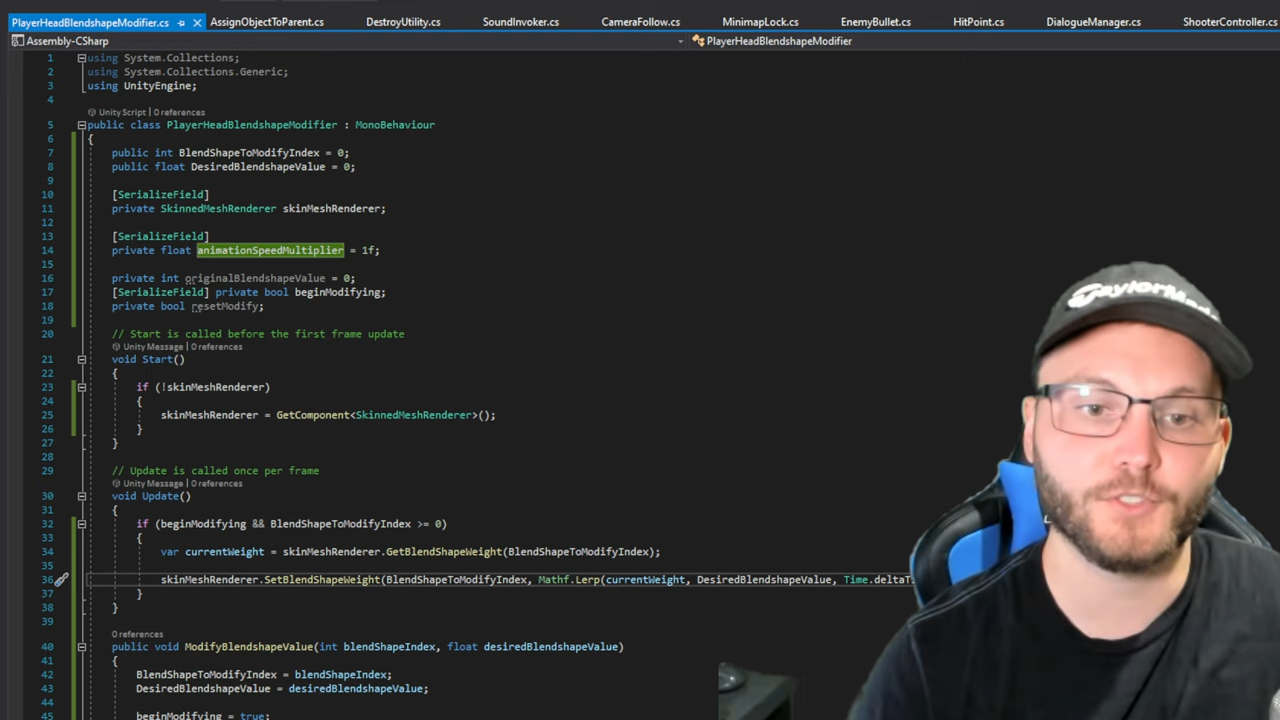 PlayerHeadBlendshapeModifier.cs
AssignObjectToParent.cs
DestroyUtility.cs
SoundInvoker.cs
CameraFollow.cs
MinimapLock.cs
EnemyBullet.cs
HitPoint.cs
DialogueManager.cs
ShooterController.cs
Assembly-CSharp
PlayerHeadBlendshapeModifier
1 using System.Collections;
2 using System.Collections.Generic;
3 using UnityEngine;
4
Unity Script | 0 references
5 public class PlayerHeadBlendshapeModifier : MonoBehaviour
6 {
7 public int BlendShapeToModifyIndex = 0;
8 public float DesiredBlendshapeValue = 0;
9
10 [SerializeField]
11 private SkinnedMeshRenderer skinMeshRenderer;
12
13 [SerializeField]
14 private float animationSpeedMultiplier = 1f;
15
16 private int originalBlendshapeValue = 0;
17 [SerializeField] private bool beginModifying;
18 private bool resetModify;
19
20 // Start is called before the first frame update
Unity Message | 0 references
21 void Start()
22 {
23 if (!skinMeshRenderer)
24 {
25 skinMeshRenderer = GetComponent<SkinnedMeshRenderer>();
26 }
27 }
28
29 // Update is called once per frame
Unity Message | 0 references
30 void Update()
31 {
32 if (beginModifying && BlendShapeToModifyIndex >= 0)
33 {
34 var currentWeight = skinMeshRenderer.GetBlendShapeWeight(BlendShapeToModifyIndex);
35
36 skinMeshRenderer.SetBlendShapeWeight(BlendShapeToModifyIndex, Mathf.Lerp(currentWeight, DesiredBlendshapeValue, Time.deltaT
37 }
38 }
39
0 references
40 public void ModifyBlendshapeValue(int blendShapeIndex, float desiredBlendshapeValue)
41 {
42 BlendShapeToModifyIndex = blendShapeIndex;
43 DesiredBlendshapeValue = desiredBlendshapeValue;
44
45 beginModifying = true;
TaylorMade